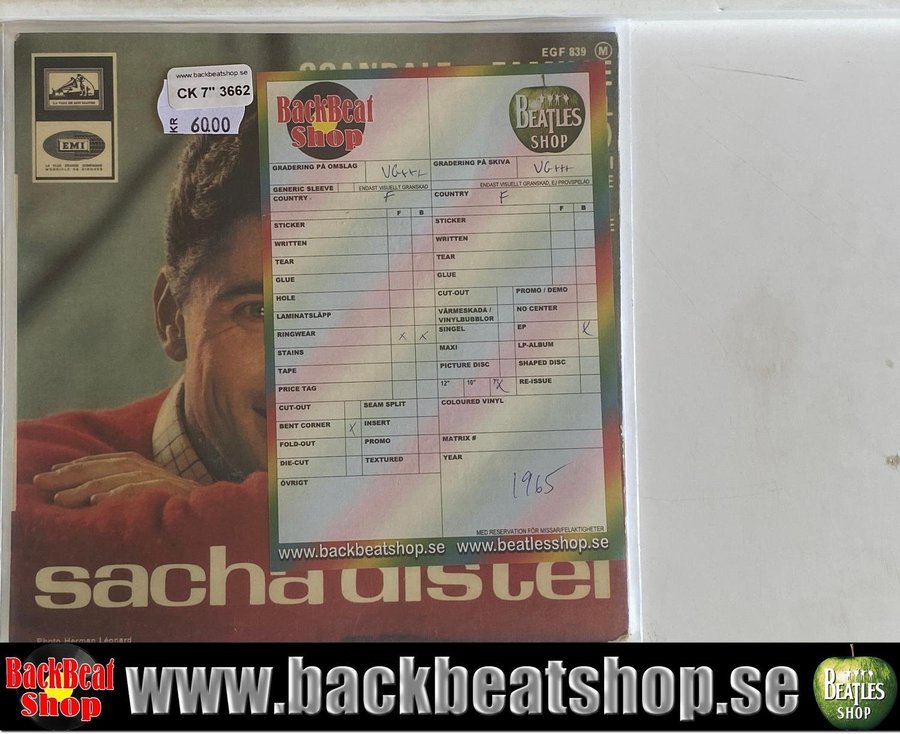 EGF 839 M
www.backbeatshop.se
CK 7" 3662
KR 60.00
EMI
BackBeat Shop
BEATLES SHOP
GRADERING PÅ OMSLAG VG+++
GRADERING PÅ SKIVA VG+++
GENERIC SLEEVE
ENDAST VISUELLT GRANSKAD
ENDAST VISUELLT GRANSKAD, EJ PROVSPELAD
COUNTRY F
COUNTRY F
F B
F B
STICKER
STICKER
WRITTEN
WRITTEN
TEAR
TEAR
GLUE
GLUE
HOLE
CUT-OUT
PROMO / DEMO
LAMINATSLÄPP
VÄRMESKADA / VINYLBUBBLOR
NO CENTER
RINGWEAR x x
SINGEL
EP x
STAINS
MAXI
LP-ALBUM
TAPE
PICTURE DISC
SHAPED DISC
PRICE TAG
12" 10" 7" x
RE-ISSUE
CUT-OUT
SEAM SPLIT
COLOURED VINYL
BENT CORNER x
INSERT
FOLD-OUT
PROMO
MATRIX #
DIE-CUT
TEXTURED
YEAR
ÖVRIGT
1965
MED RESERVATION FÖR MISSAR/FELAKTIGHETER
www.backbeatshop.se www.beatlesshop.se
sacha distel
Photo Herman Léonard
BackBeat Shop
www.backbeatshop.se
BEATLES SHOP